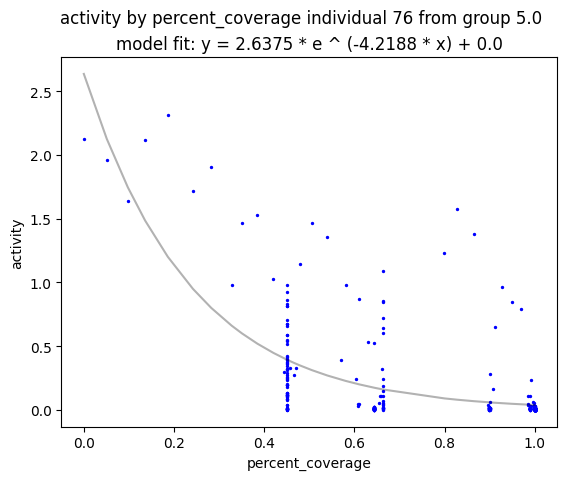 activity by percent_coverage individual 76 from group 5.0
model fit: y = 2.6375 * e ^ (-4.2188 * x) + 0.0
activity
2.5
2.0
1.5
1.0
0.5
0.0
0.0 0.2 0.4 0.6 0.8 1.0
percent_coverage